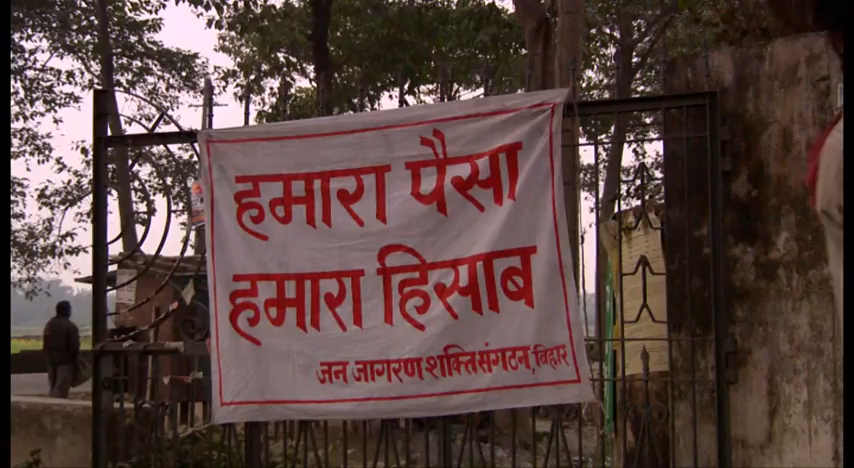 हमारा पैसा
हमारा हिसाब
जन जागरण शक्ति संगठन, बिहार